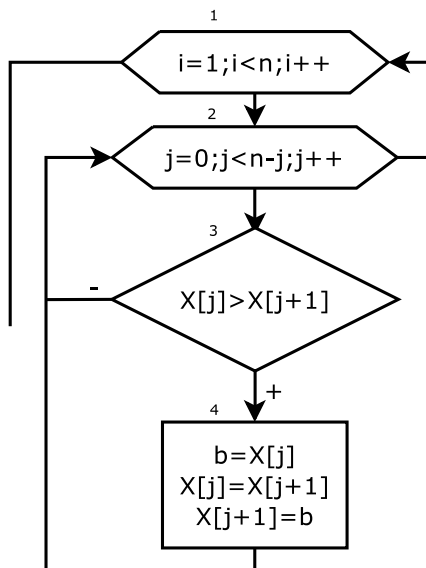 1
i=1;i<n;i++
2
j=0;j<n-j;j++
3
X[j]>X[j+1]
-
+
4
b=X[j]
X[j]=X[j+1]
X[j+1]=b